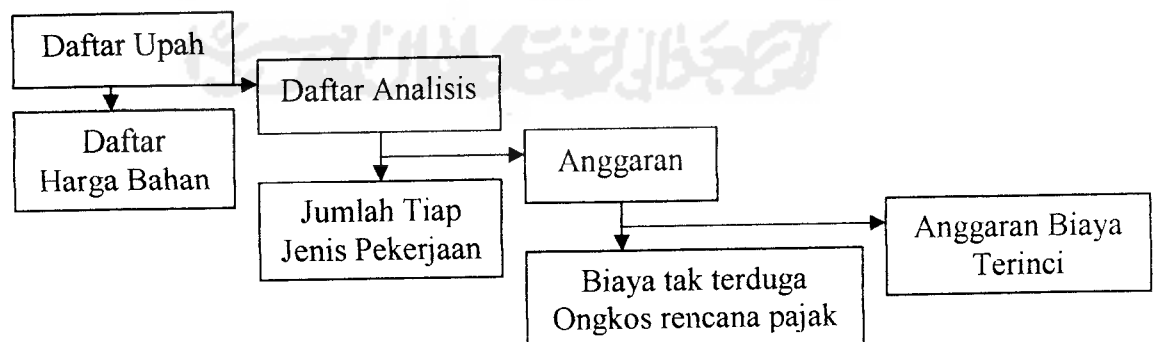 Daftar Upah
Daftar
Harga Bahan
Daftar Analisis
Jumlah Tiap
Jenis Pekerjaan
Anggaran
Biaya tak terduga
Ongkos rencana pajak
Anggaran Biaya
Terinci